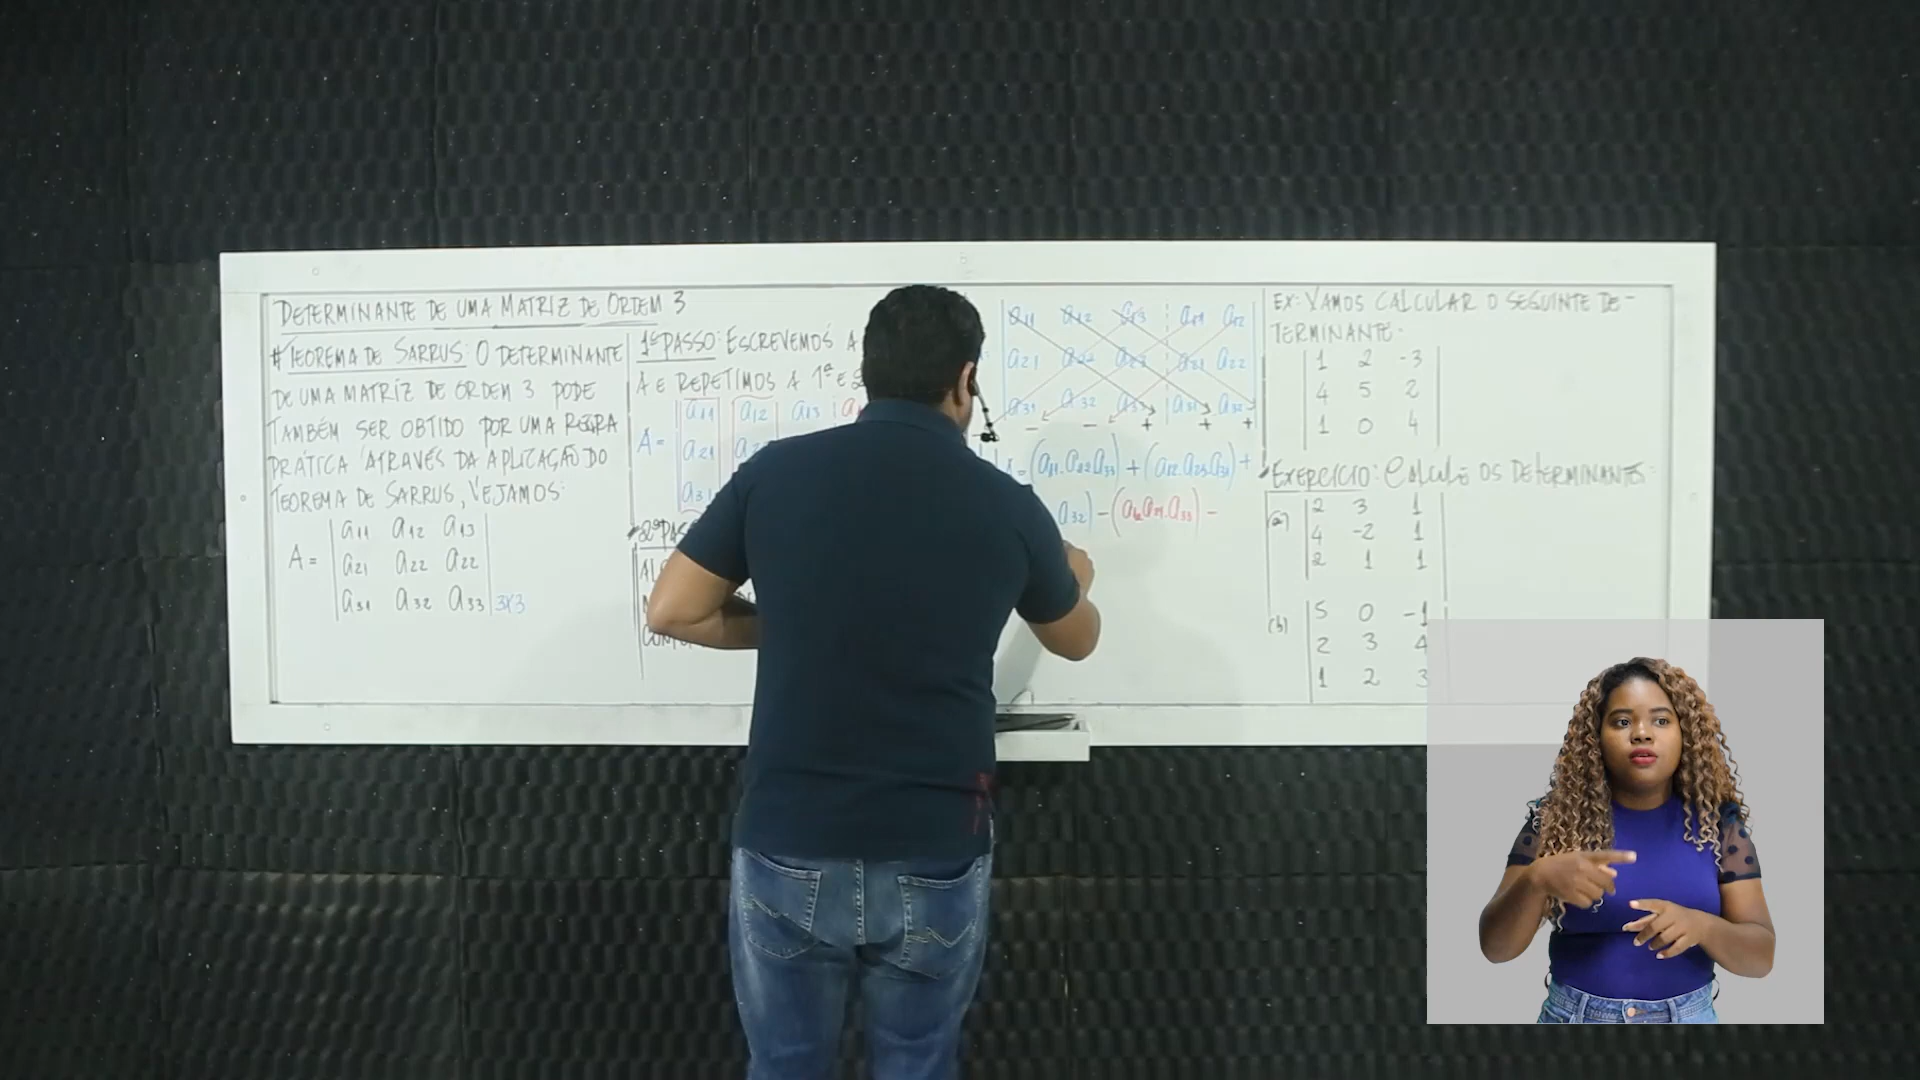 DETERMINANTE DE UMA MATRIZ DE ORDEM 3
# TEOREMA DE SARRUS: O DETERMINANTE
DE UMA MATRIZ DE ORDEM 3 PODE
TAMBÉM SER OBTIDO POR UMA REGRA
PRÁTICA ATRAVÉS DA APLICAÇÃO DO
TEOREMA DE SARRUS, VEJAMOS:
a11 a12 a13
A = a21 a22 a22
a31 a32 a33 3x3
1º PASSO: ESCREVEMOS A
A E REPETIMOS A 1ª E
a11 a12 a13
A = a21
a31
2º PAS
a11 a12 a13 a11 a12
a21 a22 a23 a21 a22
a31 a32 a33 a31 a32
− − + + +
= (a11.a22.a33) + (a12.a23.a31) +
a32) − (a12.a21.a33) −
EX: VAMOS CALCULAR O SEGUINTE DE-
TERMINANTE.
1 2 -3
4 5 2
1 0 4
EXERCÍCIO: CALCULE OS DETERMINANTES:
(a) 2 3 1
4 -2 1
2 1 1
(b) 5 0 -1
2 3 4
1 2 3